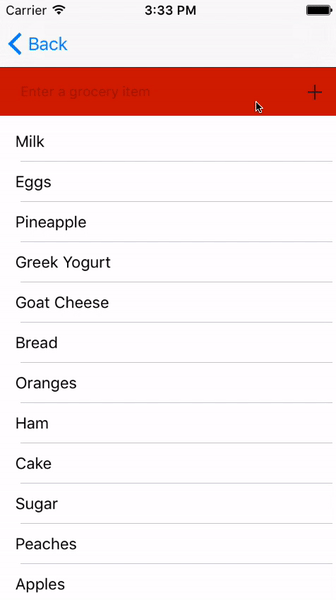 Carrier 3:33 PM
Back
Enter a grocery item +
Milk
Eggs
Pineapple
Greek Yogurt
Goat Cheese
Bread
Oranges
Ham
Cake
Sugar
Peaches
Apples